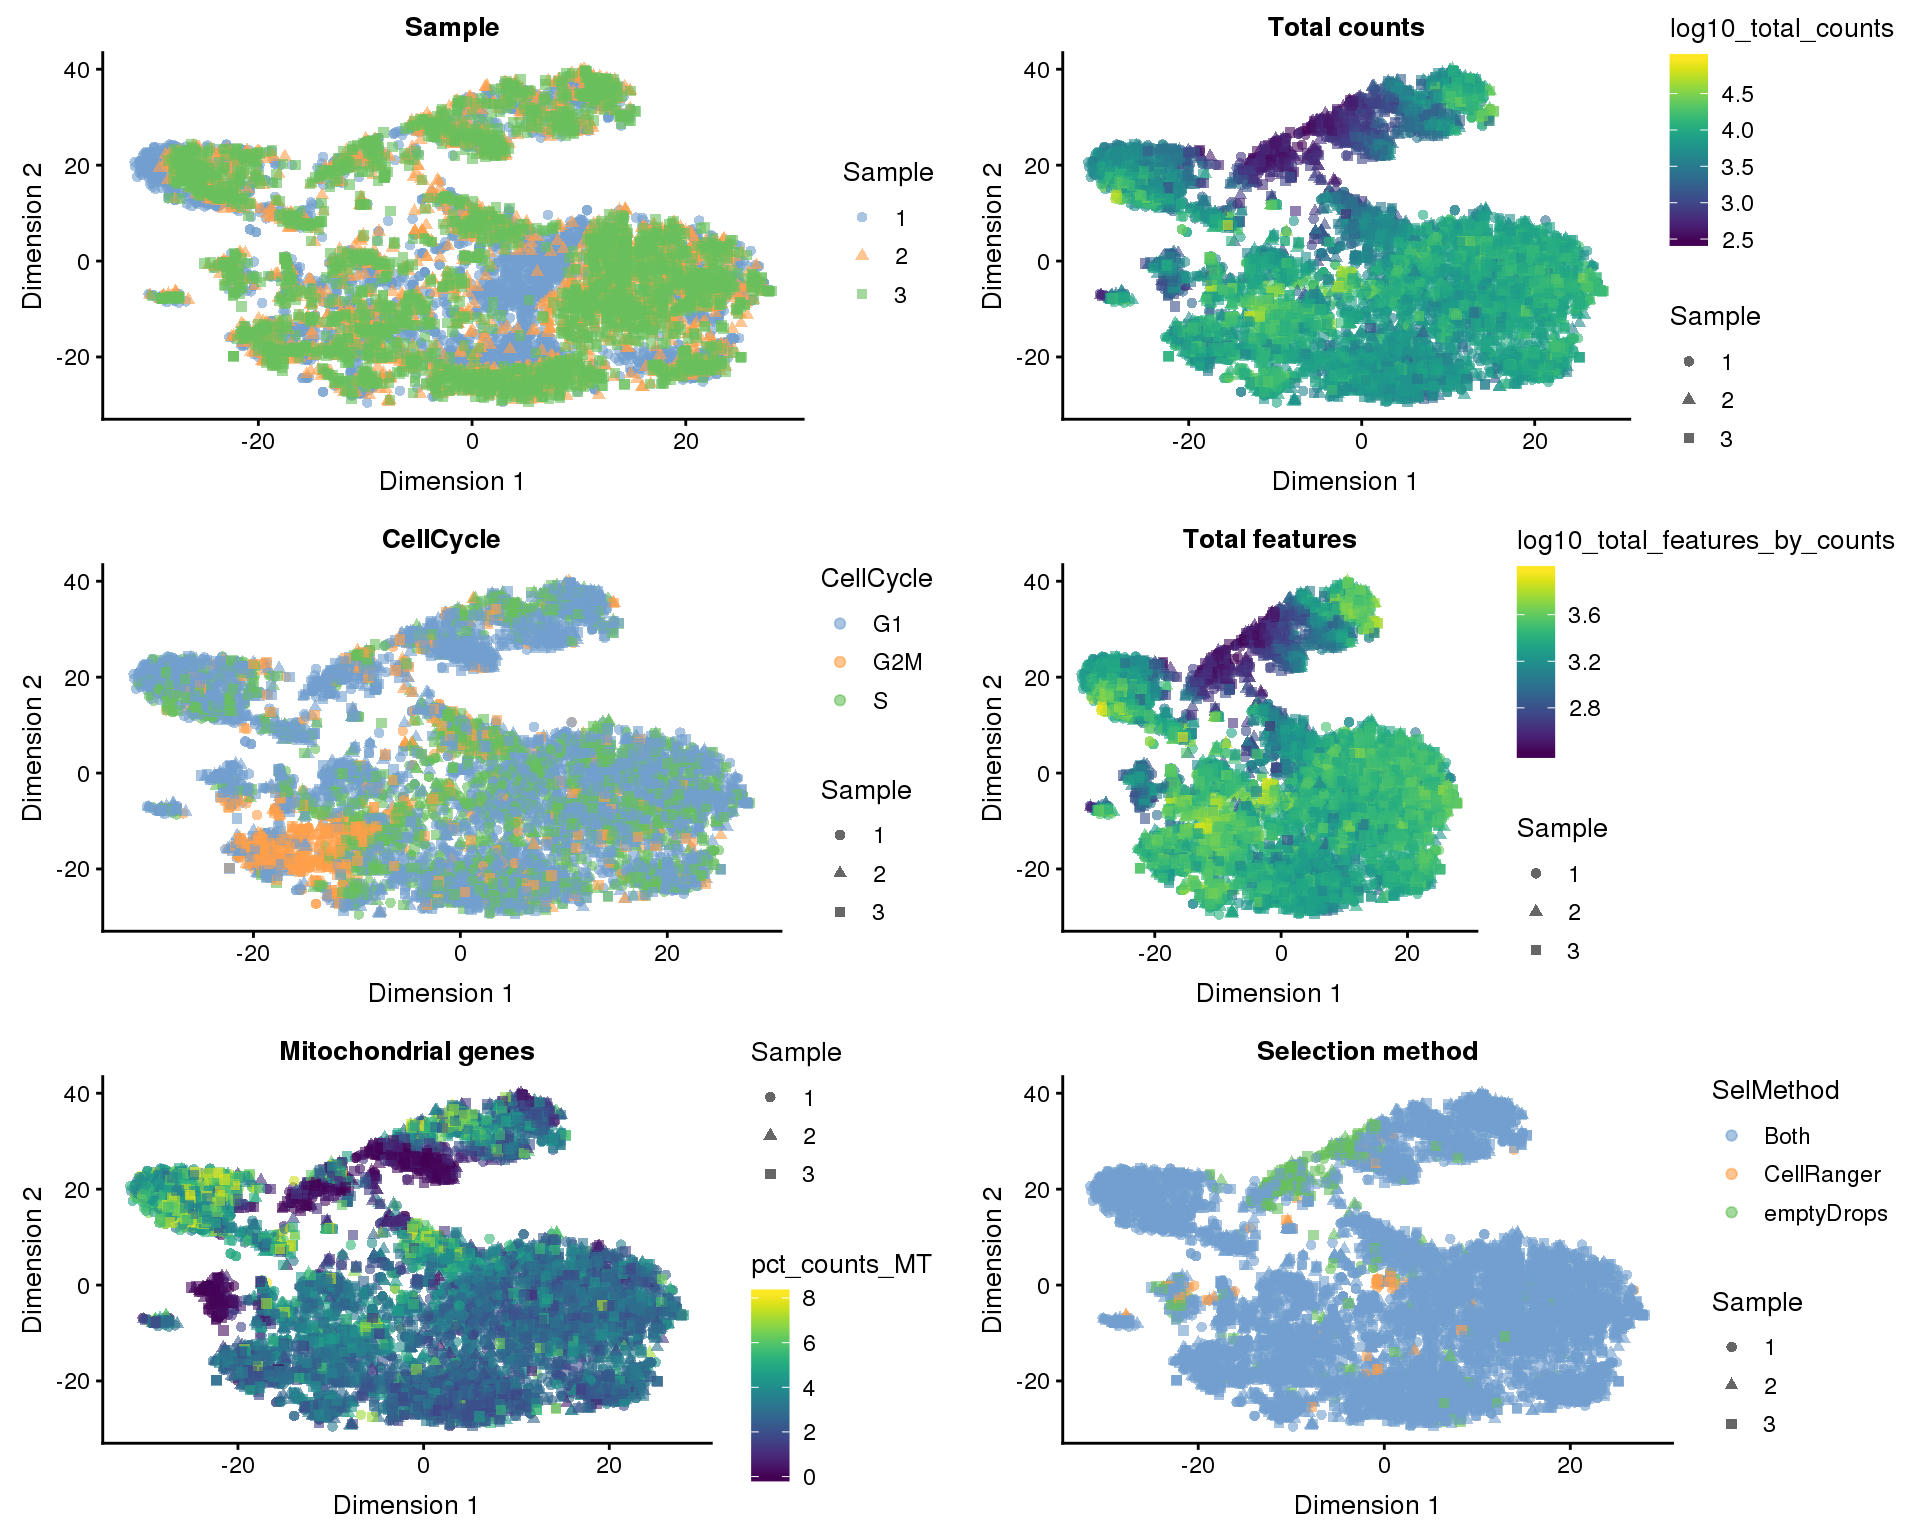 Sample
40
20
0
-20
-20
0
20
Dimension 1
Dimension 2
Sample
1
2
3
Total counts
40
20
0
-20
-20
0
20
Dimension 1
Dimension 2
log10_total_counts
4.5
4.0
3.5
3.0
2.5
Sample
1
2
3
CellCycle
40
20
0
-20
-20
0
20
Dimension 1
Dimension 2
CellCycle
G1
G2M
S
Sample
1
2
3
Total features
40
20
0
-20
-20
0
20
Dimension 1
Dimension 2
log10_total_features_by_counts
3.6
3.2
2.8
Sample
1
2
3
Mitochondrial genes
40
20
0
-20
-20
0
20
Dimension 1
Dimension 2
Sample
1
2
3
pct_counts_MT
8
6
4
2
0
Selection method
40
20
0
-20
-20
0
20
Dimension 1
Dimension 2
SelMethod
Both
CellRanger
emptyDrops
Sample
1
2
3